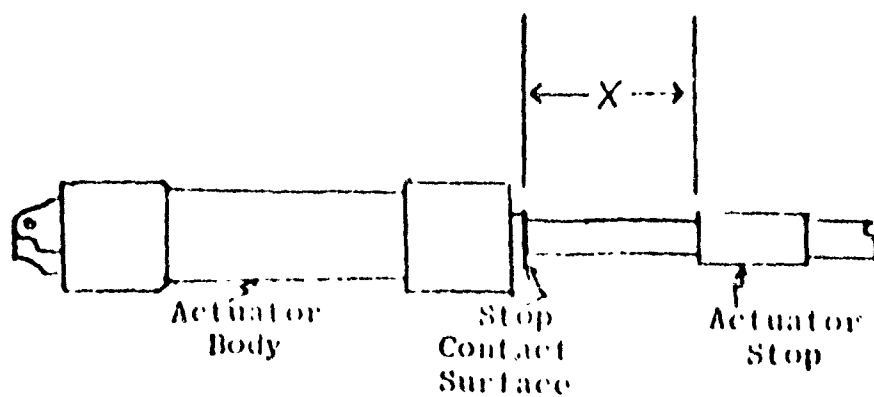 X
Actuator
Body
Stop
Contact
Surface
Actuator
Stop